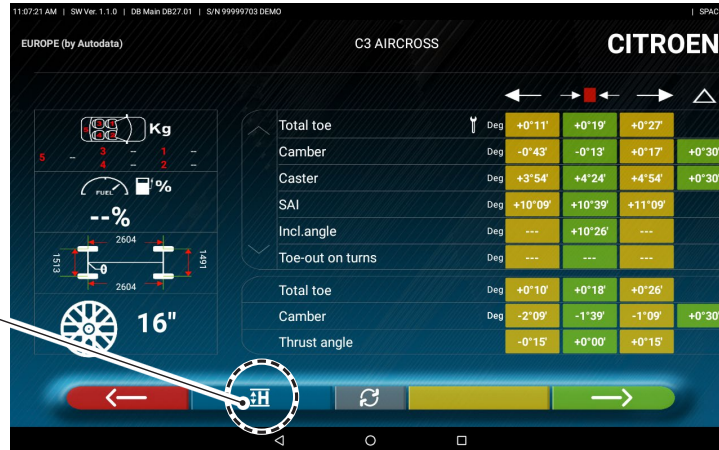 11:07:21 AM | SW Ver. 1.1.0 | DB Main DB27.01 | S/N 99999703 DEMO | SPAC
EUROPE (by Autodata) C3 AIRCROSS CITROEN
Kg
5 - 3 - 1 -
4 - 2 -
FUEL %
--%
2604
1513 0 1491
2604
16"
Total toe Deg +0°11' +0°19' +0°27'
Camber Deg -0°43' -0°13' +0°17' +0°30'
Caster Deg +3°54' +4°24' +4°54' +0°30'
SAI Deg +10°09' +10°39' +11°09'
Incl.angle Deg --- +10°26' ---
Toe-out on turns Deg --- --- ---
Total toe Deg +0°10' +0°18' +0°26'
Camber Deg -2°09' -1°39' -1°09' +0°30'
Thrust angle -0°15' +0°00' +0°15'
H